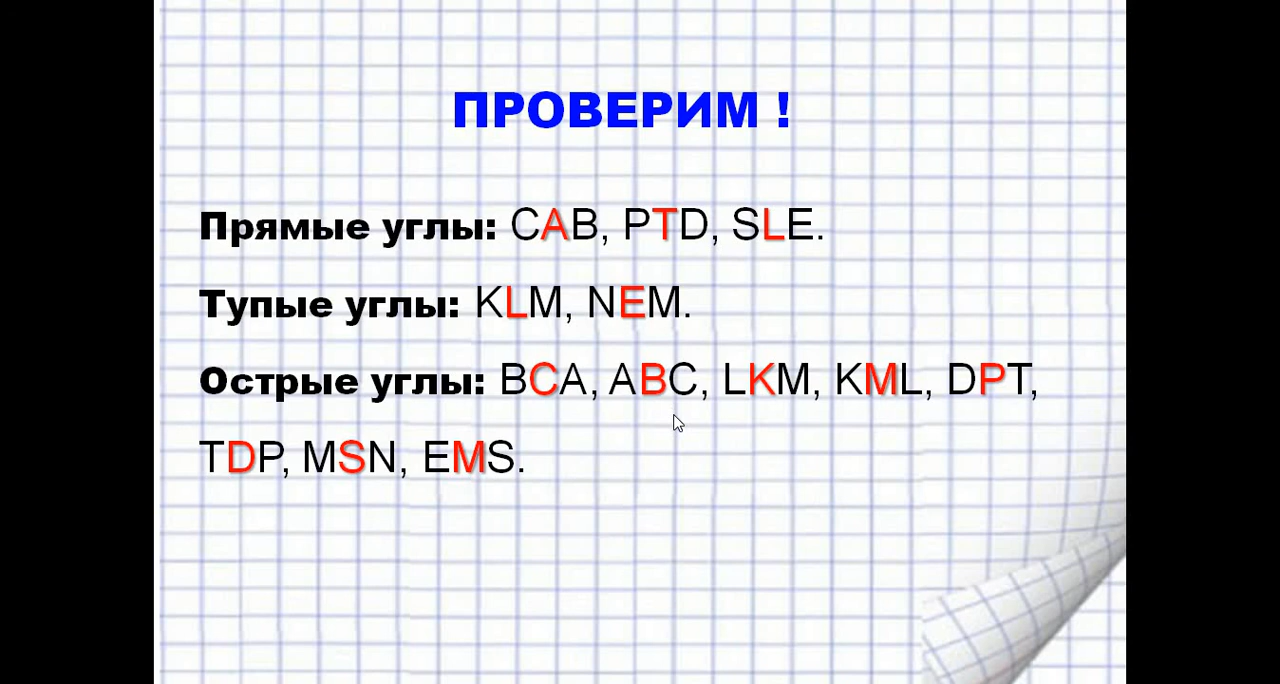 ПРОВЕРИМ !
Прямые углы: CAB, PTD, SLE.
Тупые углы: KLM, NEM.
Острые углы: BCA, ABC, LKM, KML, DPT,
TDP, MSN, EMS.